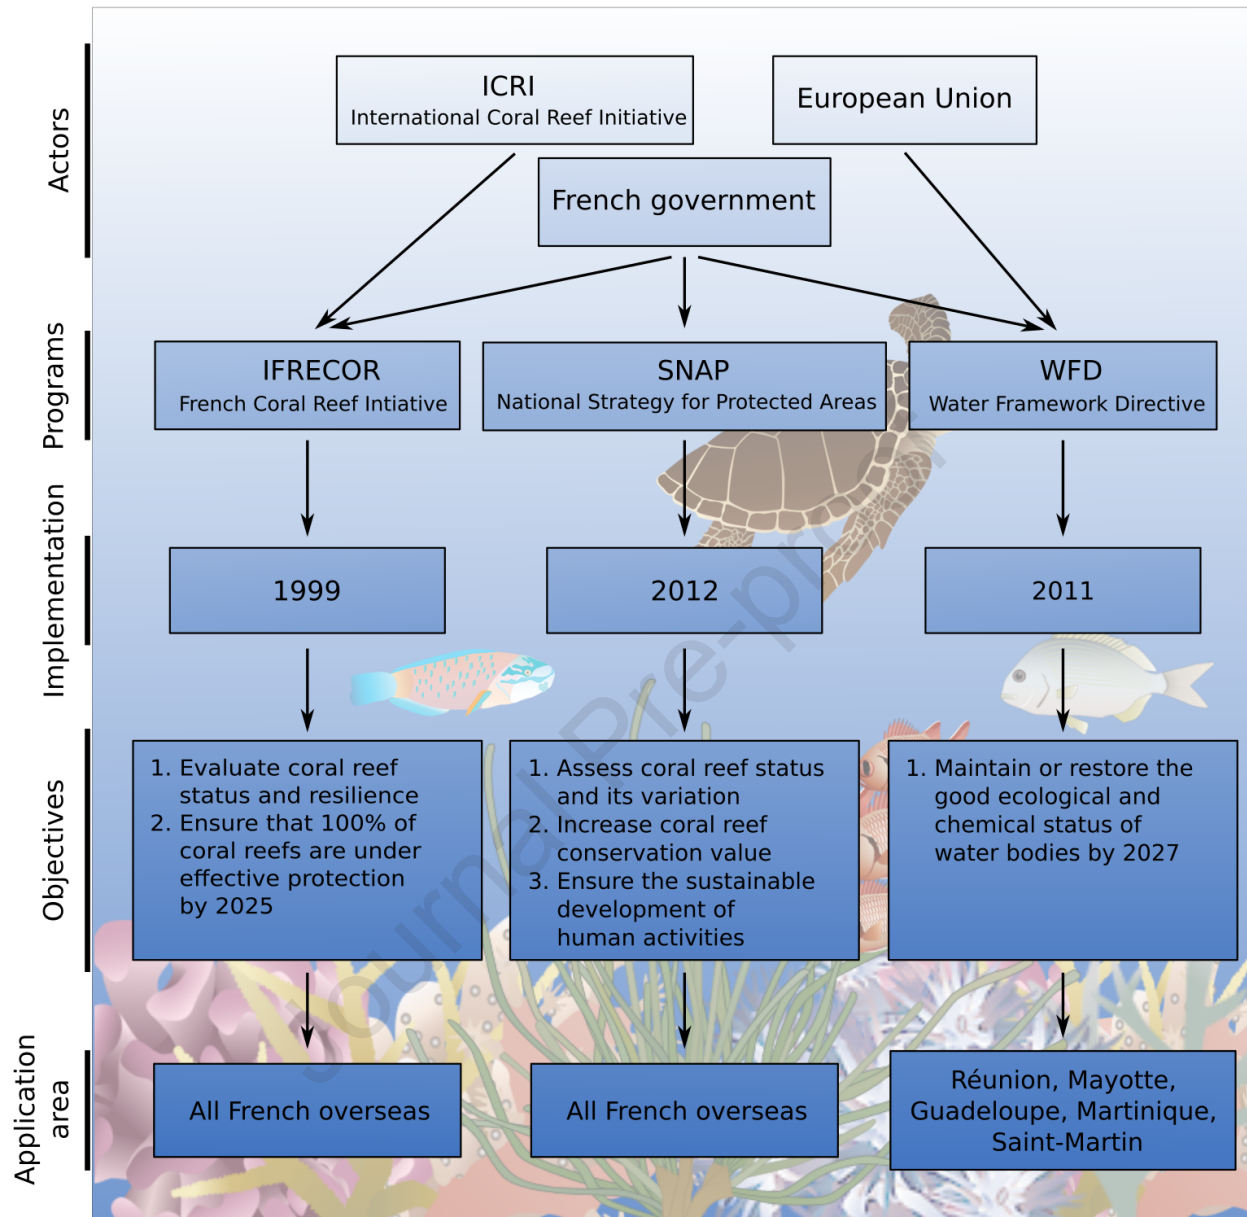 Actors
ICRI
International Coral Reef Initiative
European Union
French government
Programs
IFRECOR
French Coral Reef Intiative
SNAP
National Strategy for Protected Areas
WFD
Water Framework Directive
Implementation
1999
2012
2011
Objectives
1. Evaluate coral reef
status and resilience
2. Ensure that 100% of
coral reefs are under
effective protection
by 2025
1. Assess coral reef status
and its variation
2. Increase coral reef
conservation value
3. Ensure the sustainable
development of
human activities
1. Maintain or restore the
good ecological and
chemical status of
water bodies by 2027
Application
area
All French overseas
All French overseas
Réunion, Mayotte,
Guadeloupe, Martinique,
Saint-Martin
Journal Pre-proof